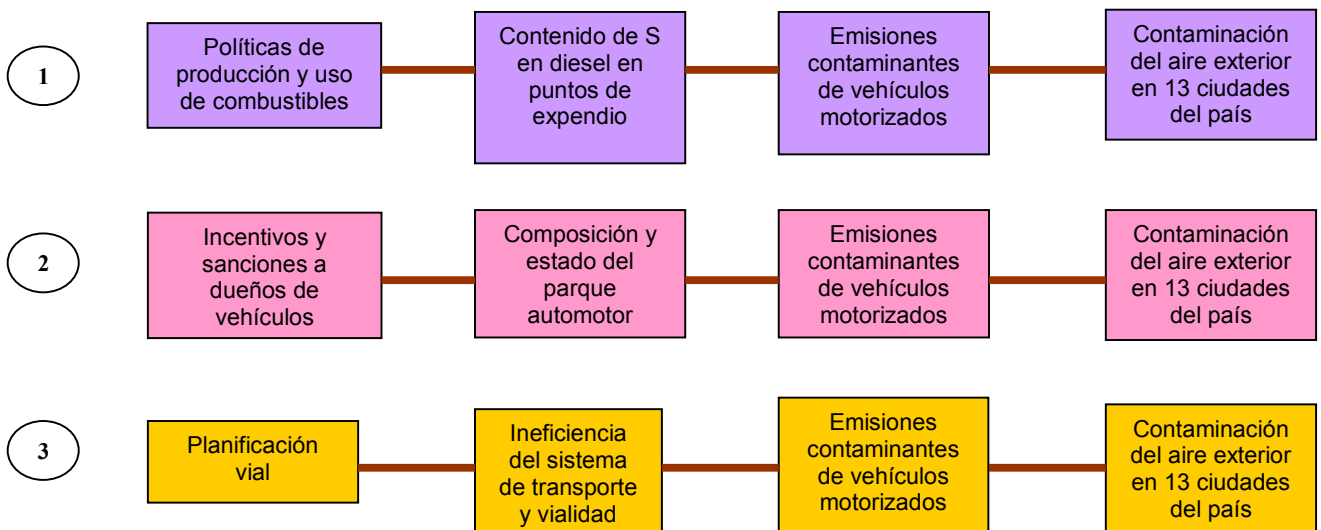 1
Políticas de
producción y uso
de combustibles
Contenido de S
en diesel en
puntos de
expendio
Emisiones
contaminantes
de vehículos
motorizados
Contaminación
del aire exterior
en 13 ciudades
del país
2
Incentivos y
sanciones a
dueños de
vehículos
Composición y
estado del
parque
automotor
Emisiones
contaminantes
de vehículos
motorizados
Contaminación
del aire exterior
en 13 ciudades
del país
3
Planificación
vial
Ineficiencia
del sistema
de transporte
y vialidad
Emisiones
contaminantes
de vehículos
motorizados
Contaminación
del aire exterior
en 13 ciudades
del país